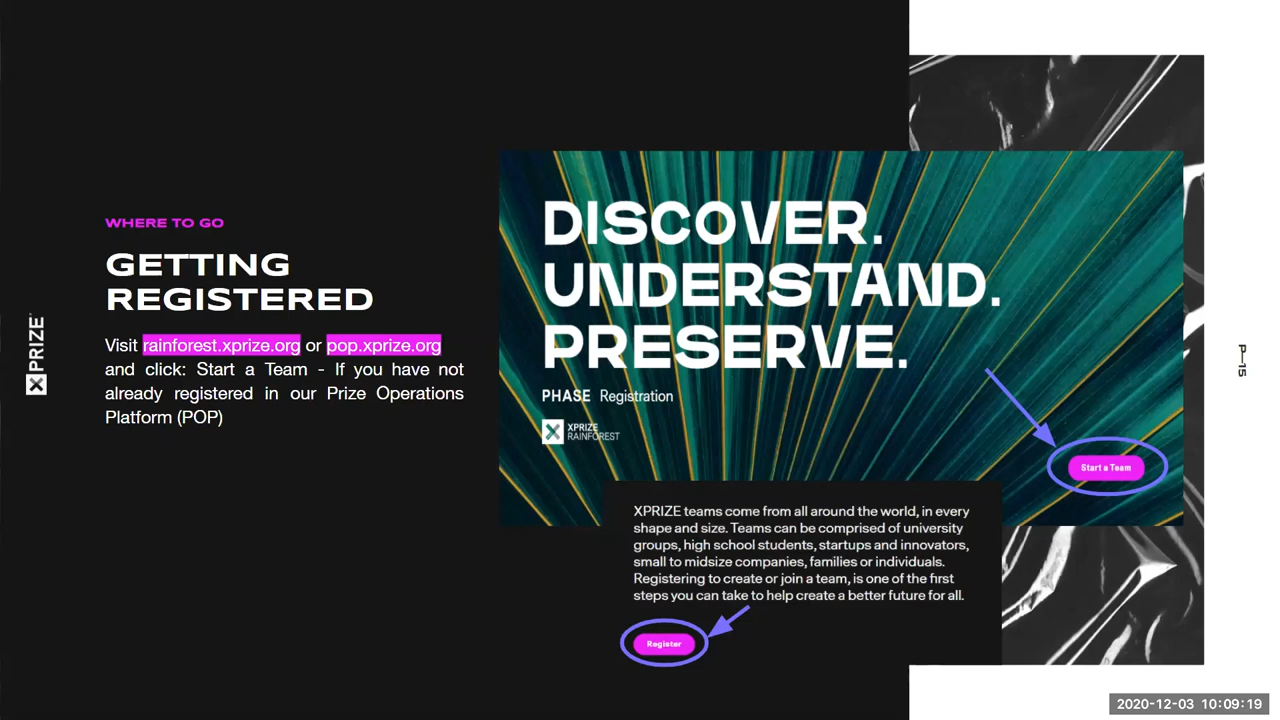 WHERE TO GO
GETTING
REGISTERED
Visit rainforest.xprize.org or pop.xprize.org
and click: Start a Team - If you have not
already registered in our Prize Operations
Platform (POP)
XPRIZE
DISCOVER.
UNDERSTAND.
PRESERVE.
PHASE Registration
XPRIZE
RAINFOREST
Start a Team
XPRIZE teams come from all around the world, in every
shape and size. Teams can be comprised of university
groups, high school students, startups and innovators,
small to midsize companies, families or individuals.
Registering to create or join a team, is one of the first
steps you can take to help create a better future for all.
Register
P—15
2020-12-03 10:09:19